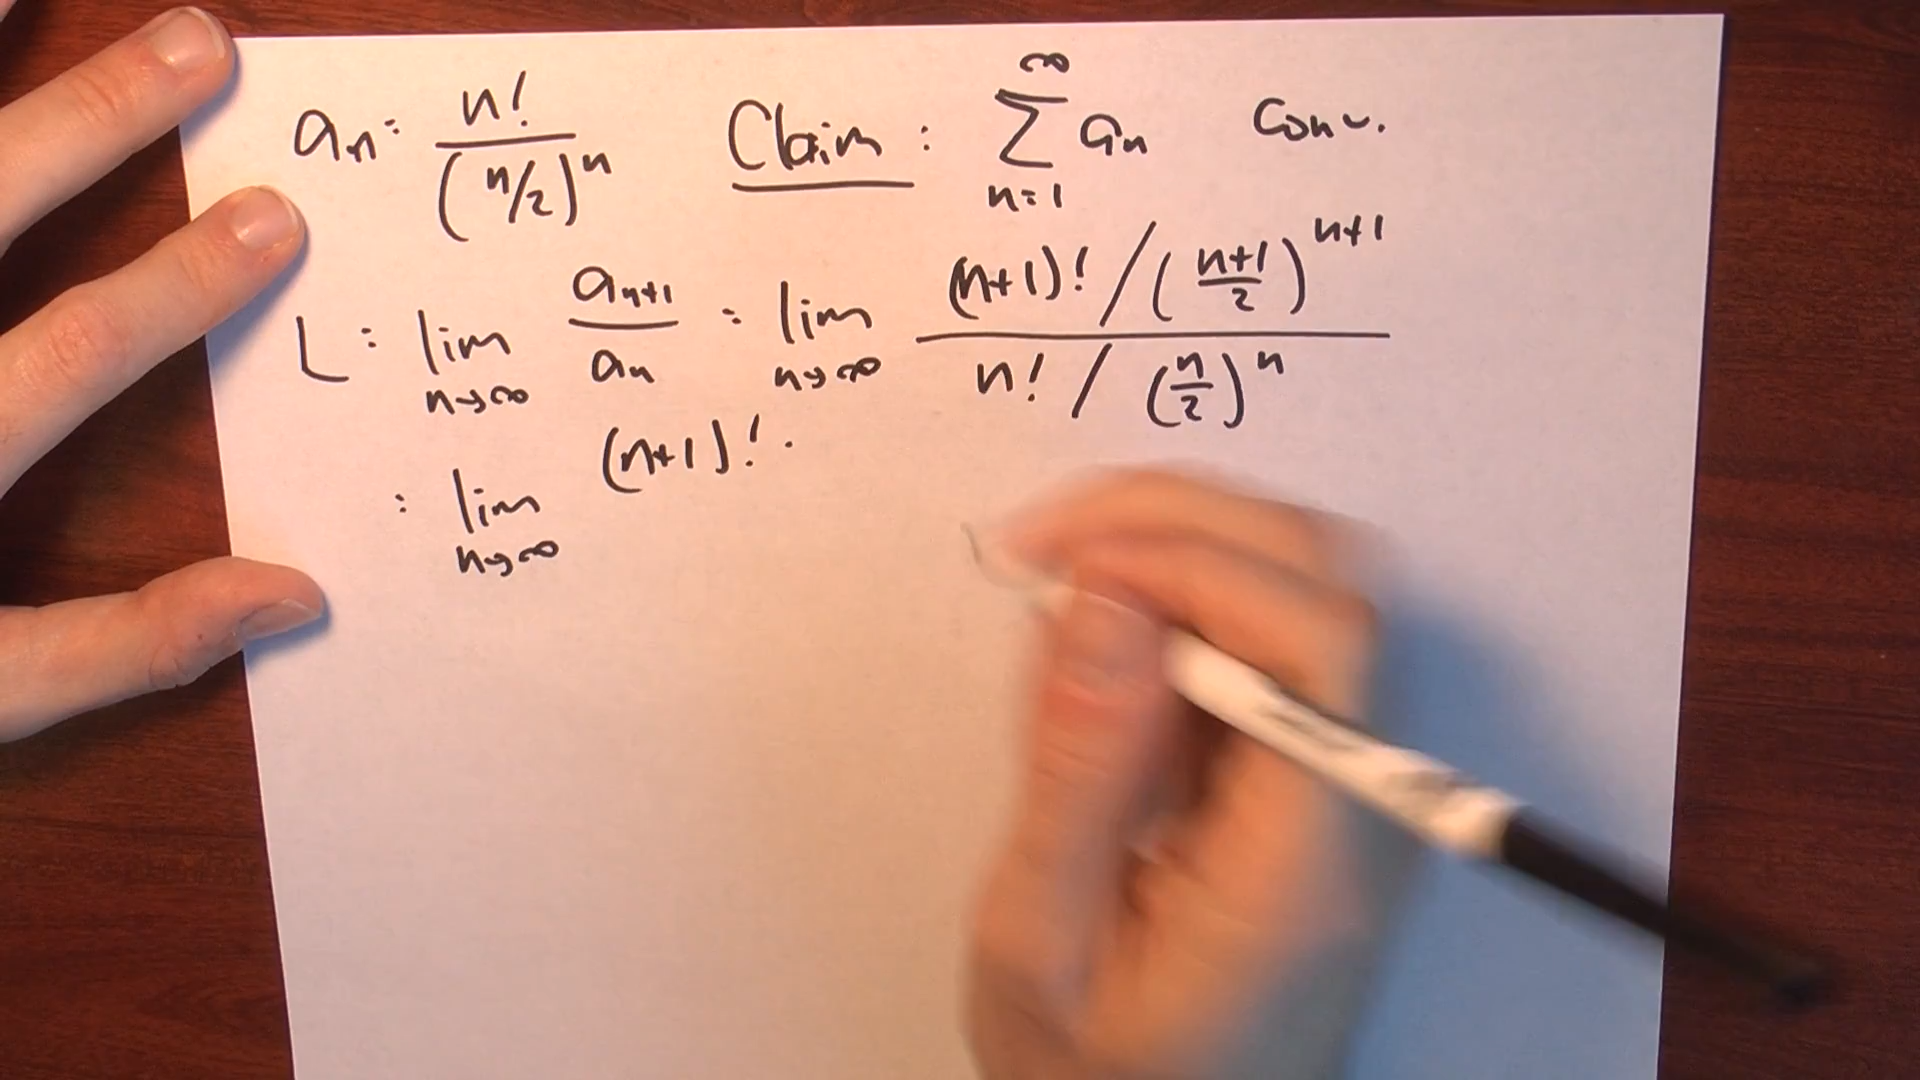 aₙ = n! / (n/2)ⁿ Claim: ∑_{n=1}^{∞} aₙ Conv.
L = lim_{n→∞} aₙ₊₁ / aₙ = lim_{n→∞} (n+1)! / ((n+1)/2)ⁿ⁺¹ / n! / (n/2)ⁿ
= lim_{n→∞} (n+1)! ·